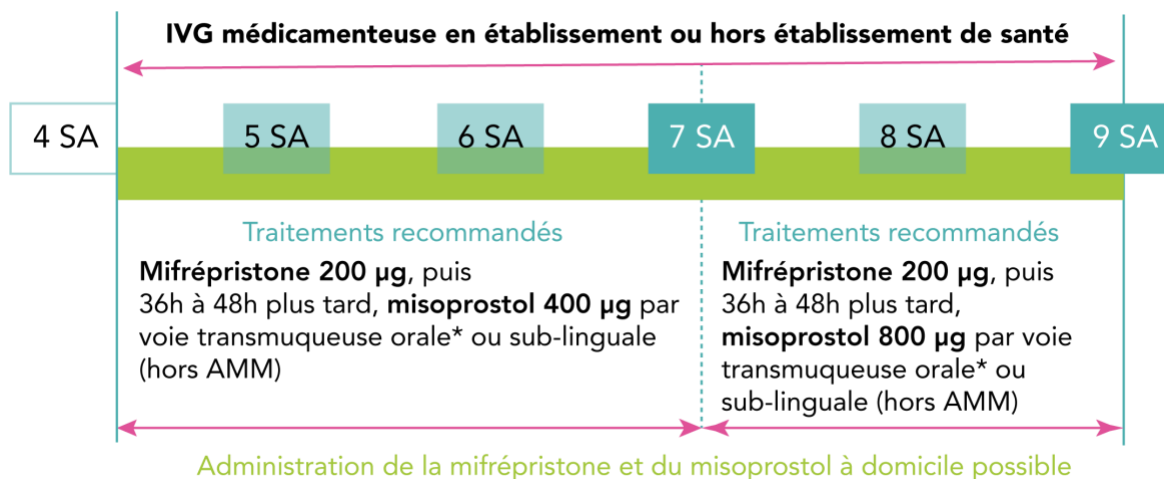 IVG médicamenteuse en établissement ou hors établissement de santé
4 SA
5 SA
6 SA
7 SA
8 SA
9 SA
Traitements recommandés
Mifrépristone 200 µg, puis
36h à 48h plus tard, misoprostol 400 µg par
voie transmuqueuse orale* ou sub-linguale
(hors AMM)
Traitements recommandés
Mifrépristone 200 µg, puis
36h à 48h plus tard,
misoprostol 800 µg par voie
transmuqueuse orale* ou
sub-linguale (hors AMM)
Administration de la mifrépristone et du misoprostol à domicile possible